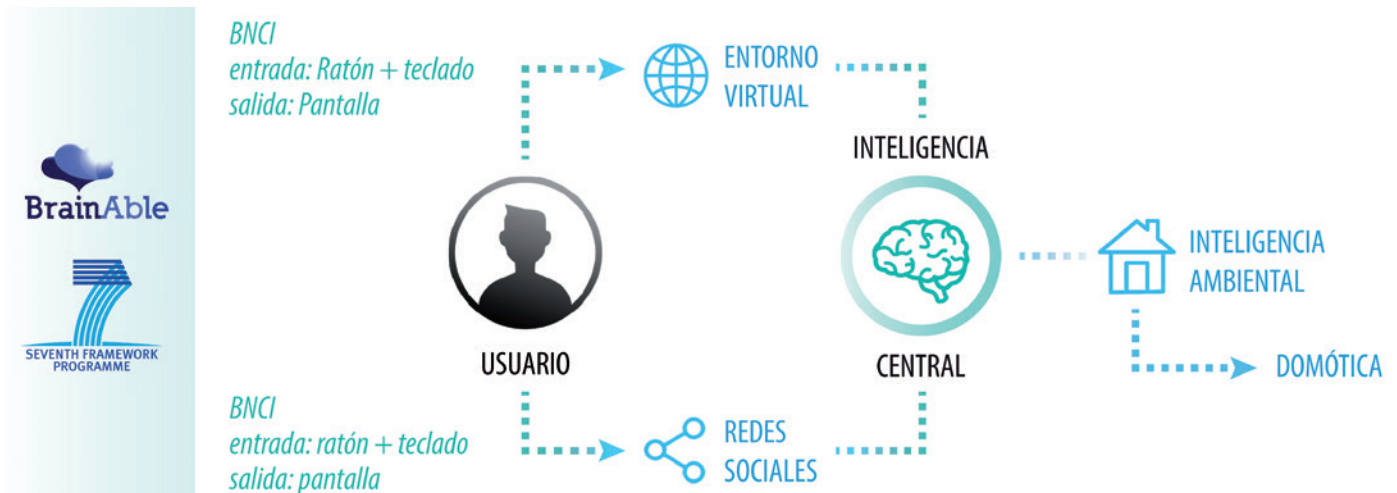 BNCI
entrada: Ratón + teclado
salida: Pantalla
ENTORNO
VIRTUAL
INTELIGENCIA
BrainAble
SEVENTH FRAMEWORK
PROGRAMME
USUARIO
CENTRAL
INTELIGENCIA
AMBIENTAL
DOMÓTICA
BNCI
entrada: ratón + teclado
salida: pantalla
REDES
SOCIALES